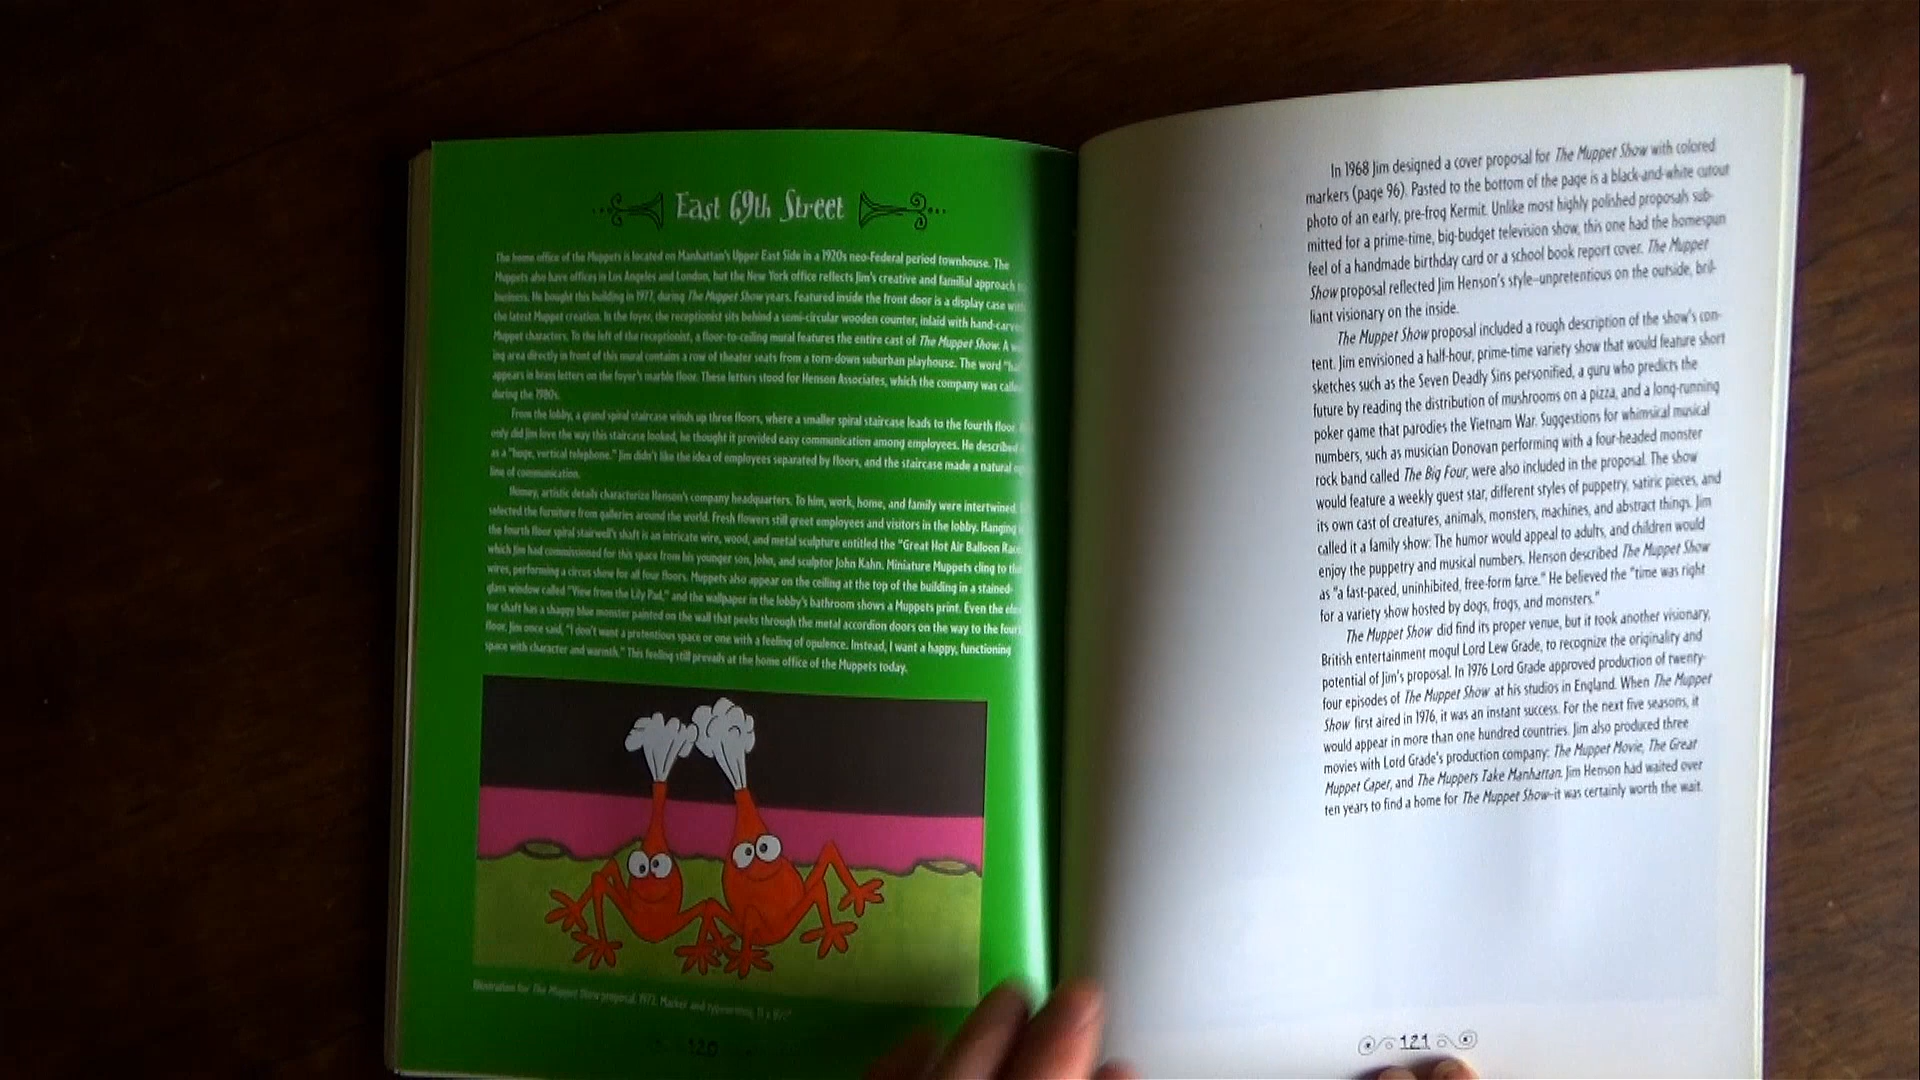 East 69th Street
The home office of the Muppets is located on Manhattan's Upper East Side in a 1920s neo-Federal period townhouse. The
Muppets also have offices in Los Angeles and London, but the New York office reflects Jim's creative and familial approach
business. He bought this building in 1977, during The Muppet Show years. Featured inside the front door is a display case
the latest Muppet creation. In the foyer, the receptionist sits behind a semi-circular wooden counter, inlaid with
Muppet characters. To the left of the receptionist, a floor-to-ceiling mural features the entire cast of The Muppet Show. A
ing area directly in front of this mural contains a row of theater seats from a torn-down suburban playhouse. The word
appears in brass letters on the foyer's marble floor. These letters stood for Henson Associates, which the company was
during the 1980s.
From the lobby, a grand spiral staircase winds up three floors, where a smaller spiral staircase leads to the fourth floor.
only did Jim love the way this staircase looked, he thought it provided easy communication among employees. He described
as a "huge, vertical telephone." Jim didn't like the idea of employees separated by floors, and the staircase made a natural
line of communication.
Homey, artistic details characterize Henson's company headquarters. To him, work, home, and family were intertwined.
selected the furniture from galleries around the world. Fresh flowers still greet employees and visitors in the lobby. Hanging
the fourth floor spiral stairwell's shaft is an intricate wire, wood, and metal sculpture entitled the "Great Hot Air Balloon
which Jim had commissioned for this space from his younger son, John, and sculptor John Kahn. Miniature Muppets cling to
wires, performing a circus show for all four floors. Muppets also appear on the ceiling at the top of the building in a stained-
glass window called "View from the Lily Pad," and the wallpaper in the lobby's bathroom shows a Muppets print. Even the
tor shaft has a shaggy blue monster painted on the wall that peeks through the metal accordion doors on the way to the
floor. Jim once said, "I don't want a pretentious space or one with a feeling of opulence. Instead, I want a happy, functioning
space with character and warmth." This feeling still prevails at the home office of the Muppets today.
Illustration for The Muppet Show proposal, 1972. Marker and typewriting,
120
In 1968 Jim designed a cover proposal for The Muppet Show with colored
markers (page 96). Pasted to the bottom of the page is a black-and-white cutout
photo of an early, pre-frog Kermit. Unlike most highly polished proposals sub-
mitted for a prime-time, big-budget television show, this one had the homespun
feel of a handmade birthday card or a school book report cover. The Muppet
Show proposal reflected Jim Henson's style–unpretentious on the outside, bril-
liant visionary on the inside.
The Muppet Show proposal included a rough description of the show's con-
tent. Jim envisioned a half-hour, prime-time variety show that would feature short
sketches such as the Seven Deadly Sins personified, a guru who predicts the
future by reading the distribution of mushrooms on a pizza, and a long-running
poker game that parodies the Vietnam War. Suggestions for whimsical musical
numbers, such as musician Donovan performing with a four-headed monster
rock band called The Big Four, were also included in the proposal. The show
would feature a weekly guest star, different styles of puppetry, satiric pieces, and
its own cast of creatures, animals, monsters, machines, and abstract things. Jim
called it a family show: The humor would appeal to adults, and children would
enjoy the puppetry and musical numbers. Henson described The Muppet Show
as "a fast-paced, uninhibited, free-form farce." He believed the "time was right
for a variety show hosted by dogs, frogs, and monsters."
The Muppet Show did find its proper venue, but it took another visionary,
British entertainment mogul Lord Lew Grade, to recognize the originality and
potential of Jim's proposal. In 1976 Lord Grade approved production of twenty-
four episodes of The Muppet Show at his studios in England. When The Muppet
Show first aired in 1976, it was an instant success. For the next five seasons, it
would appear in more than one hundred countries. Jim also produced three
movies with Lord Grade's production company: The Muppet Movie, The Great
Muppet Caper, and The Muppets Take Manhattan. Jim Henson had waited over
ten years to find a home for The Muppet Show–it was certainly worth the wait.
121